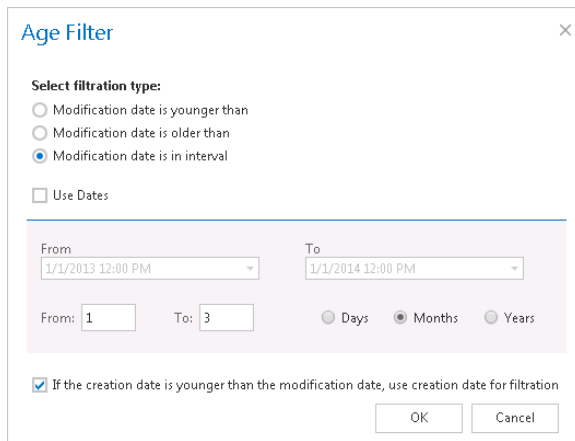 Age Filter
Select filtration type:
Modification date is younger than
Modification date is older than
Modification date is in interval
Use Dates
From To
1/1/2013 12:00 PM 1/1/2014 12:00 PM
From: 1 To: 3 Days Months Years
If the creation date is younger than the modification date, use creation date for filtration
OK Cancel